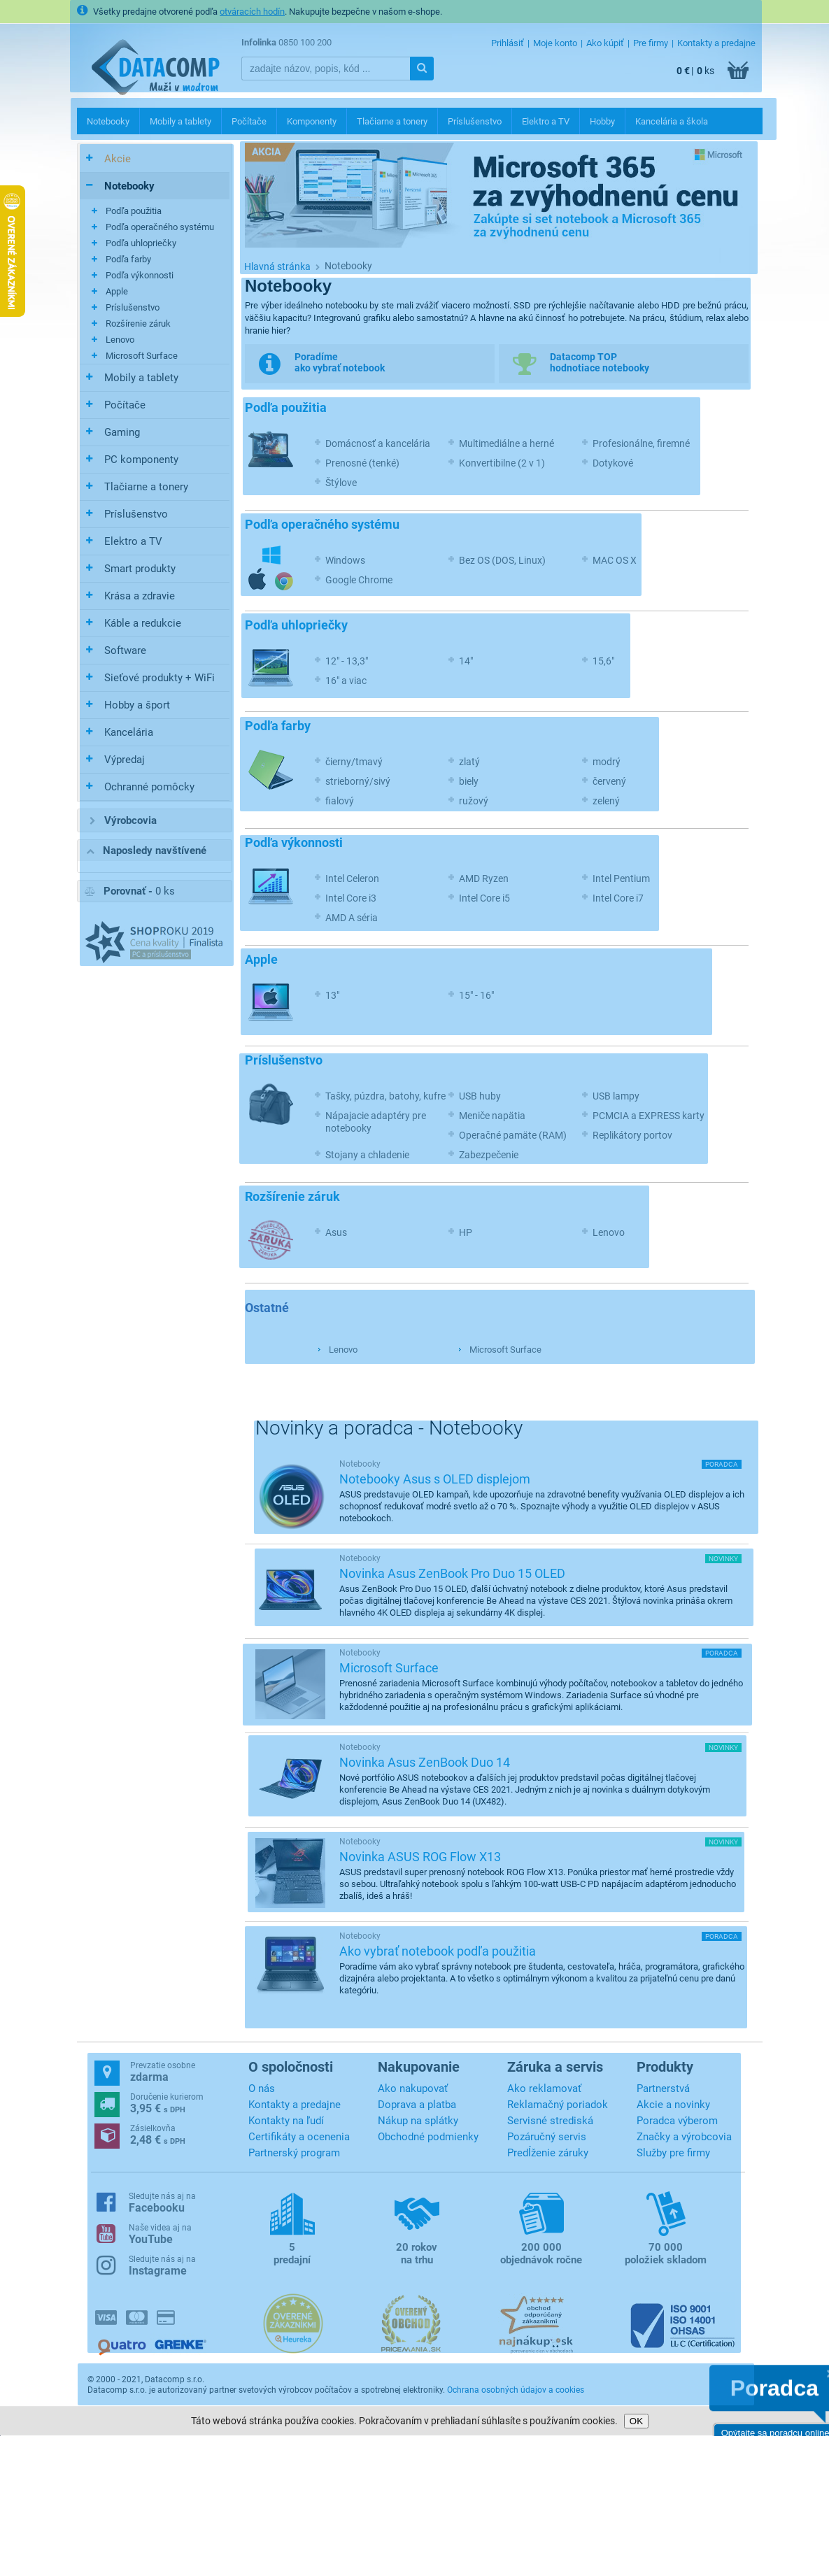 Všetky predajne otvorené podľa otváracích hodín. Nakupujte bezpečne v našom e-shope.
Infolinka 0850 100 200
Prihlásiť | Moje konto | Ako kúpiť | Pre firmy | Kontakty a predajne
DATACOMP
Muži v modrom
zadajte názov, popis, kód ...
0 € | 0 ks
Notebooky
Mobily a tablety
Počítače
Komponenty
Tlačiarne a tonery
Príslušenstvo
Elektro a TV
Hobby
Kancelária a škola
OVERENÉ ZÁKAZNÍKMI
Akcie
Notebooky
Podľa použitia
Podľa operačného systému
Podľa uhlopriečky
Podľa farby
Podľa výkonnosti
Apple
Príslušenstvo
Rozšírenie záruk
Lenovo
Microsoft Surface
Mobily a tablety
Počítače
Gaming
PC komponenty
Tlačiarne a tonery
Príslušenstvo
Elektro a TV
Smart produkty
Krása a zdravie
Káble a redukcie
Software
Sieťové produkty + WiFi
Hobby a šport
Kancelária
Výpredaj
Ochranné pomôcky
Výrobcovia
Naposledy navštívené
Porovnať - 0 ks
SHOPROKU 2019
Cena kvality | Finalista
PC a príslušenstvo
AKCIA
Microsoft
Microsoft 365
za zvýhodnenú cenu
Zakúpte si set notebook a Microsoft 365
za zvýhodnenú cenu
Hlavná stránka > Notebooky
Notebooky
Pre výber ideálneho notebooku by ste mali zvážiť viacero možností. SSD pre rýchlejšie načítavanie alebo HDD pre bežnú prácu,
väčšiu kapacitu? Integrovanú grafiku alebo samostatnú? A hlavne na akú činnosť ho potrebujete. Na prácu, štúdium, relax alebo
hranie hier?
Poradíme
ako vybrať notebook
Datacomp TOP
hodnotiace notebooky
Podľa použitia
Domácnosť a kancelária
Multimediálne a herné
Profesionálne, firemné
Prenosné (tenké)
Konvertibilne (2 v 1)
Dotykové
Štýlove
Podľa operačného systému
Windows
Bez OS (DOS, Linux)
MAC OS X
Google Chrome
Podľa uhlopriečky
12" - 13,3"
14"
15,6"
16" a viac
Podľa farby
čierny/tmavý
zlatý
modrý
strieborný/sivý
biely
červený
fialový
ružový
zelený
Podľa výkonnosti
Intel Celeron
AMD Ryzen
Intel Pentium
Intel Core i3
Intel Core i5
Intel Core i7
AMD A séria
Apple
13"
15" - 16"
Príslušenstvo
Tašky, púzdra, batohy, kufre
USB huby
USB lampy
Nápajacie adaptéry pre
notebooky
Meniče napätia
PCMCIA a EXPRESS karty
Operačné pamäte (RAM)
Replikátory portov
Stojany a chladenie
Zabezpečenie
Rozšírenie záruk
ZÁRUKA
Asus
HP
Lenovo
Ostatné
Lenovo
Microsoft Surface
Novinky a poradca - Notebooky
Notebooky
PORADCA
ASUS
OLED
Notebooky Asus s OLED displejom
ASUS predstavuje OLED kampaň, kde upozorňuje na zdravotné benefity využívania OLED displejov a ich
schopnosť redukovať modré svetlo až o 70 %. Spoznajte výhody a využitie OLED displejov v ASUS
notebookoch.
Notebooky
NOVINKY
Novinka Asus ZenBook Pro Duo 15 OLED
Asus ZenBook Pro Duo 15 OLED, ďalší úchvatný notebook z dielne produktov, ktoré Asus predstavil
počas digitálnej tlačovej konferencie Be Ahead na výstave CES 2021. Štýlová novinka prináša okrem
hlavného 4K OLED displeja aj sekundárny 4K displej.
Notebooky
PORADCA
Microsoft Surface
Prenosné zariadenia Microsoft Surface kombinujú výhody počítačov, notebookov a tabletov do jedného
hybridného zariadenia s operačným systémom Windows. Zariadenia Surface sú vhodné pre
každodenné použitie aj na profesionálnu prácu s grafickými aplikáciami.
Notebooky
NOVINKY
Novinka Asus ZenBook Duo 14
Nové portfólio ASUS notebookov a ďalších jej produktov predstavil počas digitálnej tlačovej
konferencie Be Ahead na výstave CES 2021. Jedným z nich je aj novinka s duálnym dotykovým
displejom, Asus ZenBook Duo 14 (UX482).
Notebooky
NOVINKY
Novinka ASUS ROG Flow X13
ASUS predstavil super prenosný notebook ROG Flow X13. Ponúka priestor mať herné prostredie vždy
so sebou. Ultraľahký notebook spolu s ľahkým 100-watt USB-C PD napájacím adaptérom jednoducho
zbalíš, ideš a hráš!
Notebooky
PORADCA
Ako vybrať notebook podľa použitia
Poradíme vám ako vybrať správny notebook pre študenta, cestovateľa, hráča, programátora, grafického
dizajnéra alebo projektanta. A to všetko s optimálnym výkonom a kvalitou za prijateľnú cenu pre danú
kategóriu.
Prevzatie osobne
zdarma
Doručenie kurierom
3,95 € s DPH
Zásielkovňa
2,48 € s DPH
O spoločnosti
O nás
Kontakty a predajne
Kontakty na ľudí
Certifikáty a ocenenia
Partnerský program
Nakupovanie
Ako nakupovať
Doprava a platba
Nákup na splátky
Obchodné podmienky
Záruka a servis
Ako reklamovať
Reklamačný poriadok
Servisné strediská
Pozáručný servis
Predĺženie záruky
Produkty
Partnerstvá
Akcie a novinky
Poradca výberom
Značky a výrobcovia
Služby pre firmy
Sledujte nás aj na
Facebooku
Naše videa aj na
YouTube
Sledujte nás aj na
Instagrame
5
predajní
20 rokov
na trhu
200 000
objednávok ročne
70 000
položiek skladom
VISA
Quatro
GRENKE
OVERENÉ
ZÁKAZNÍKMI
Heureka
OVERENÝ
OBCHOD
PRICEMANIA.SK
obchod
odporúčaný
zákazníkmi
najnakup.sk
ISO 9001
ISO 14001
OHSAS
LL-C (Certification)
© 2000 - 2021, Datacomp s.r.o.
Datacomp s.r.o. je autorizovaný partner svetových výrobcov počítačov a spotrebnej elektroniky. Ochrana osobných údajov a cookies
Poradca
Opýtajte sa poradcu online
Táto webová stránka používa cookies. Pokračovaním v prehliadaní súhlasíte s používaním cookies. OK